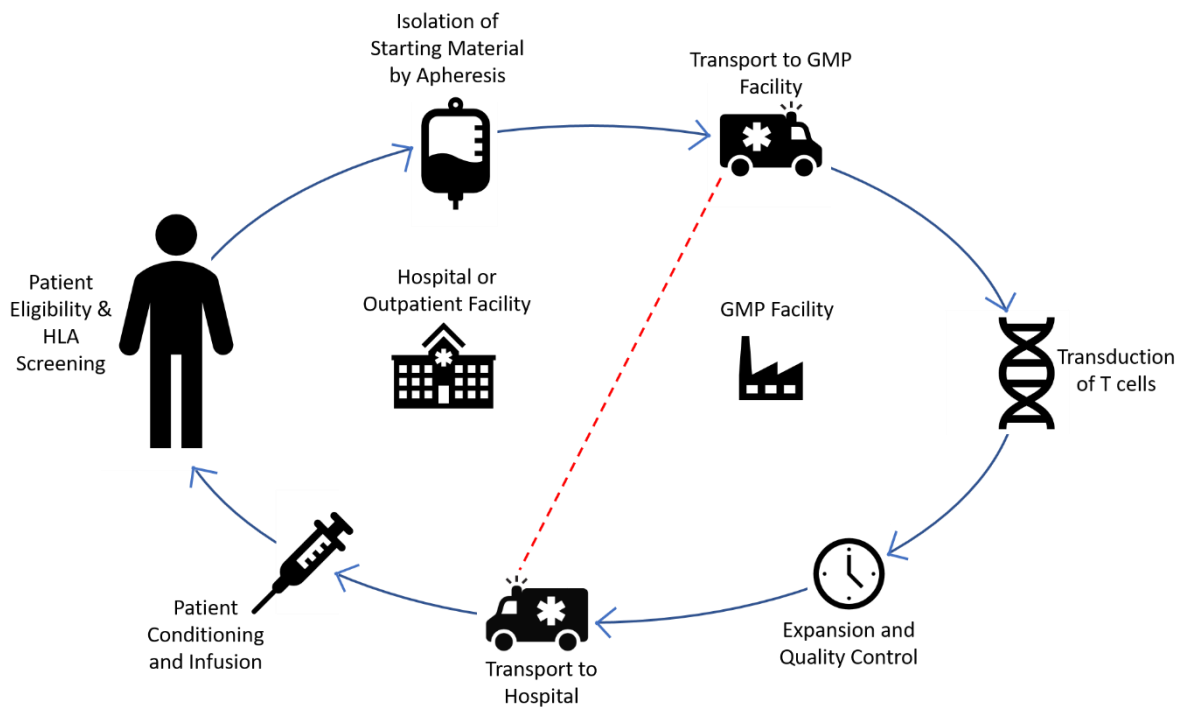 Isolation of
Starting Material
by Apheresis
Transport to GMP
Facility
Patient
Eligibility &
HLA
Screening
Hospital or
Outpatient Facility
GMP Facility
Transduction
of T cells
Expansion and
Quality Control
Transport to
Hospital
Patient
Conditioning
and Infusion